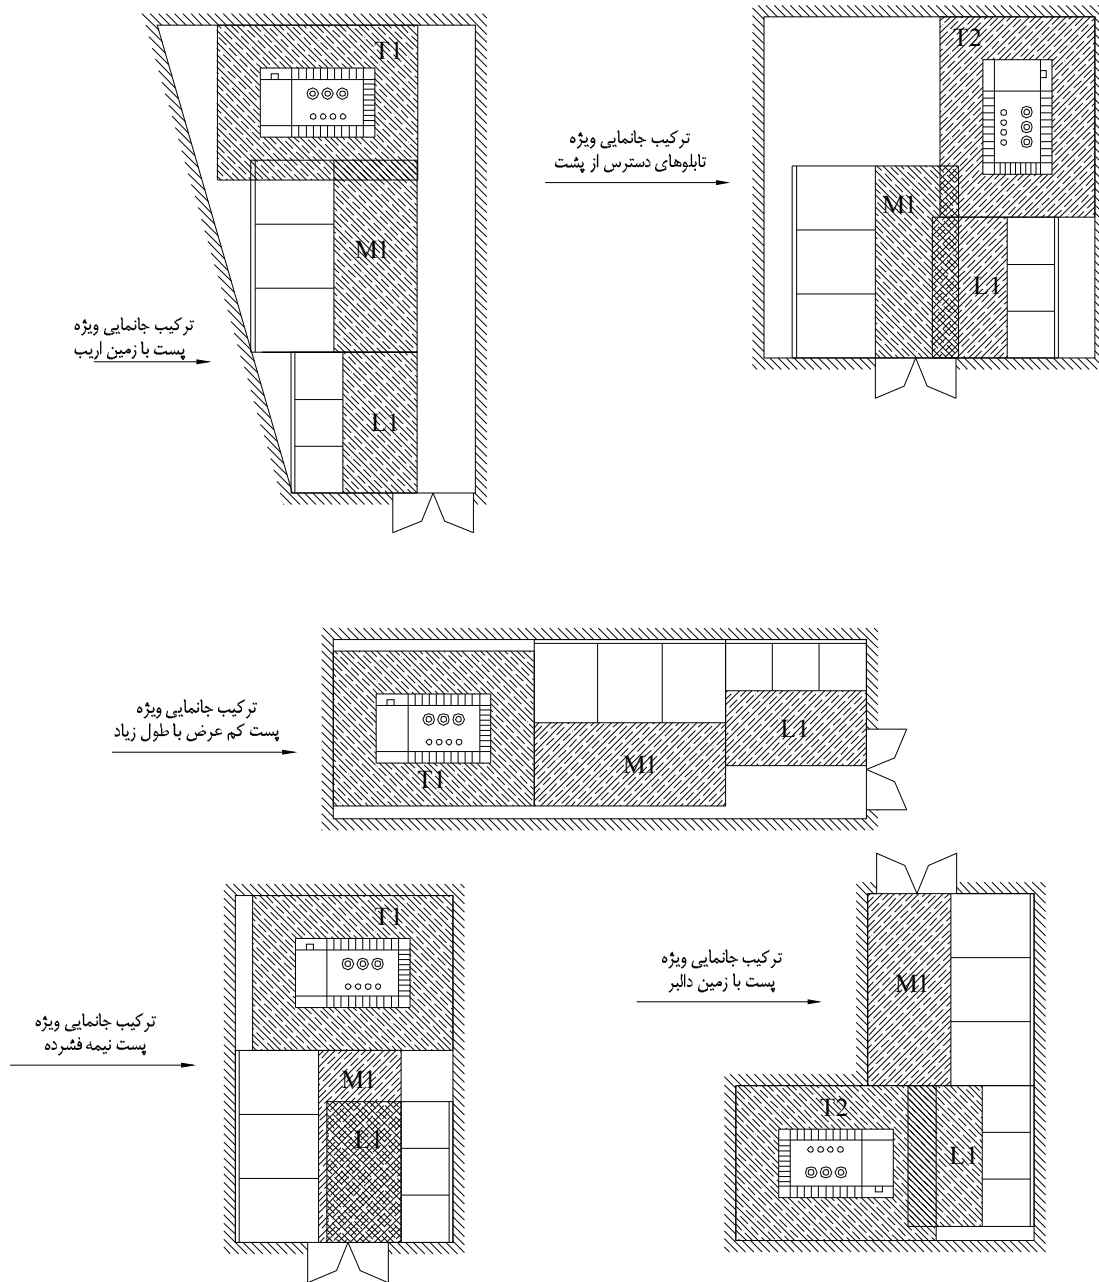 T1
M1
L1
ترکیب جانمایی ویژه
پست با زمین اریب
ترکیب جانمایی ویژه
تابلوهای دسترس از پشت
T2
M1
L1
ترکیب جانمایی ویژه
پست کم عرض با طول زیاد
T1
M1
L1
ترکیب جانمایی ویژه
پست نیمه فشرده
T1
M1
L1
ترکیب جانمایی ویژه
پست با زمین دالبر
M1
T2
L1